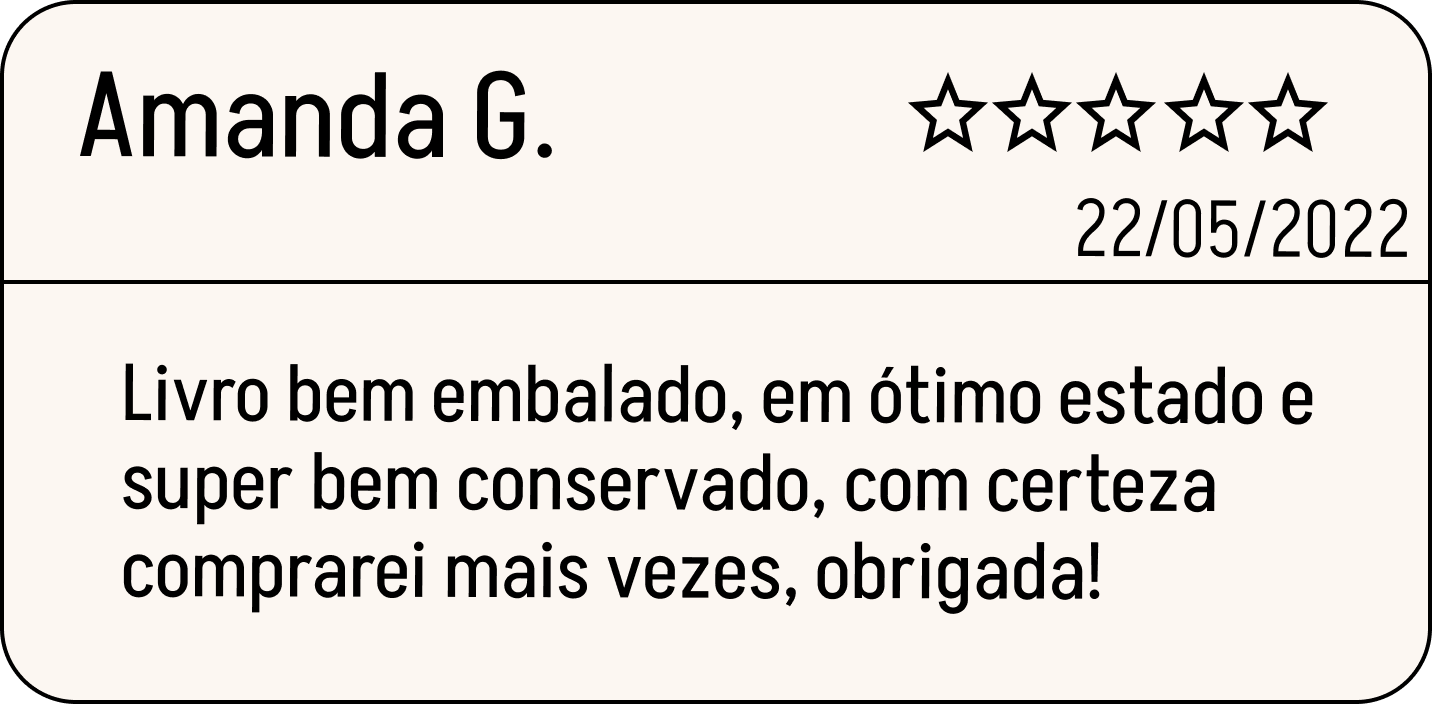 Amanda G.
22/05/2022
Livro bem embalado, em ótimo estado e
super bem conservado, com certeza
comprarei mais vezes, obrigada!